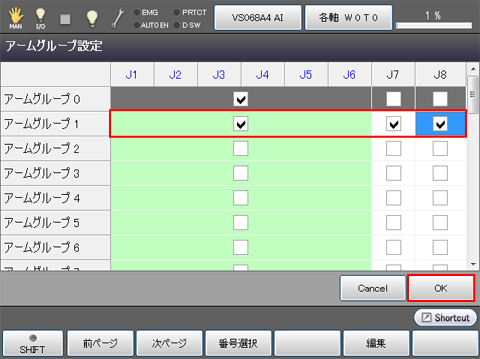 MAN I/O EMG PRTCT
AUTO EN D SW
VS068A4 AI 各軸 W0T0 1 %
アームグループ設定
J1 J2 J3 J4 J5 J6 J7 J8
アームグループ 0
アームグループ 1
アームグループ 2
アームグループ 3
アームグループ 4
アームグループ 5
アームグループ 6
Cancel OK
Shortcut
SHIFT 前ページ 次ページ 番号選択 編集